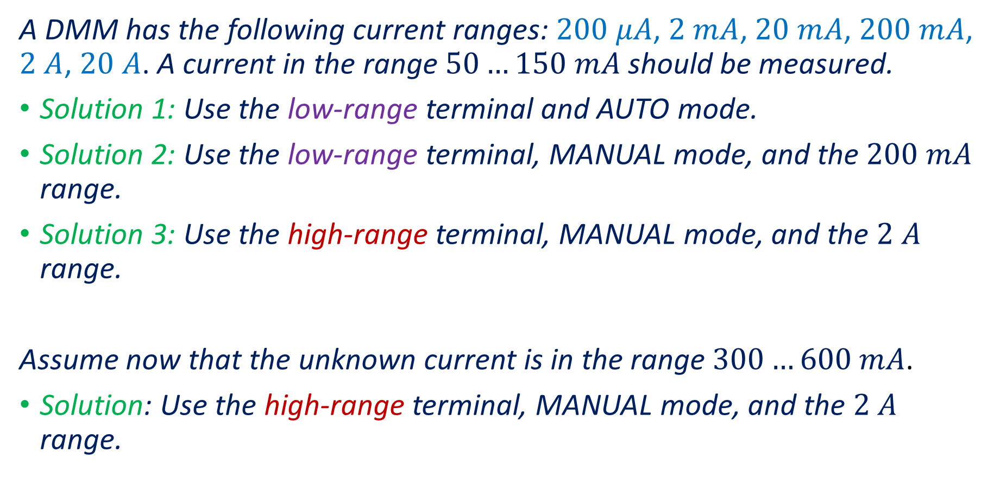 A DMM has the following current ranges: 200 μA, 2 mA, 20 mA, 200 mA,
2 A, 20 A. A current in the range 50 … 150 mA should be measured.
• Solution 1: Use the low-range terminal and AUTO mode.
• Solution 2: Use the low-range terminal, MANUAL mode, and the 200 mA
range.
• Solution 3: Use the high-range terminal, MANUAL mode, and the 2 A
range.
Assume now that the unknown current is in the range 300 … 600 mA.
• Solution: Use the high-range terminal, MANUAL mode, and the 2 A
range.